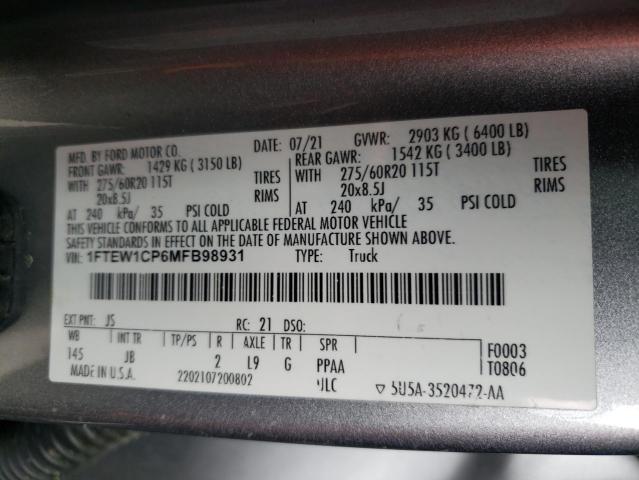 MFD. BY FORD MOTOR CO. DATE: 07/21 GVWR: 2903 KG ( 6400 LB)
FRONT GAWR: 1429 KG ( 3150 LB) REAR GAWR: 1542 KG ( 3400 LB)
WITH 275/60R20 115T TIRES WITH 275/60R20 115T TIRES
20x8.5J RIMS 20x8.5J RIMS
AT 240 kPa/ 35 PSI COLD AT 240 kPa/ 35 PSI COLD
THIS VEHICLE CONFORMS TO ALL APPLICABLE FEDERAL MOTOR VEHICLE
SAFETY STANDARDS IN EFFECT ON THE DATE OF MANUFACTURE SHOWN ABOVE.
VIN: 1FTEW1CP6MFB98931 TYPE: Truck
EXT PNT: JS RC: 21 DSO:
WB INT TR TP/PS R AXLE TR SPR F0003
145 JB 2 L9 G PPAA T0806
MADE IN U.S.A. 2202107200802 ULC ▽ 5U5A-3520472-AA